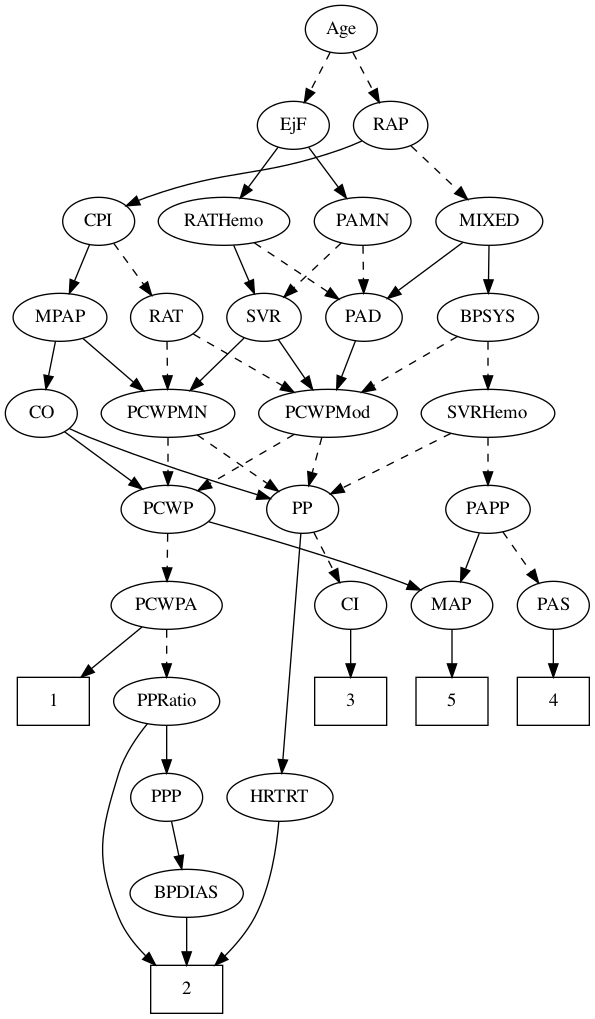 Age
EjF
RAP
CPI
RATHemo
PAMN
MIXED
MPAP
RAT
SVR
PAD
BPSYS
CO
PCWPMN
PCWPMod
SVRHemo
PCWP
PP
PAPP
PCWPA
CI
MAP
PAS
1
PPRatio
3
5
4
PPP
HRTRT
BPDIAS
2